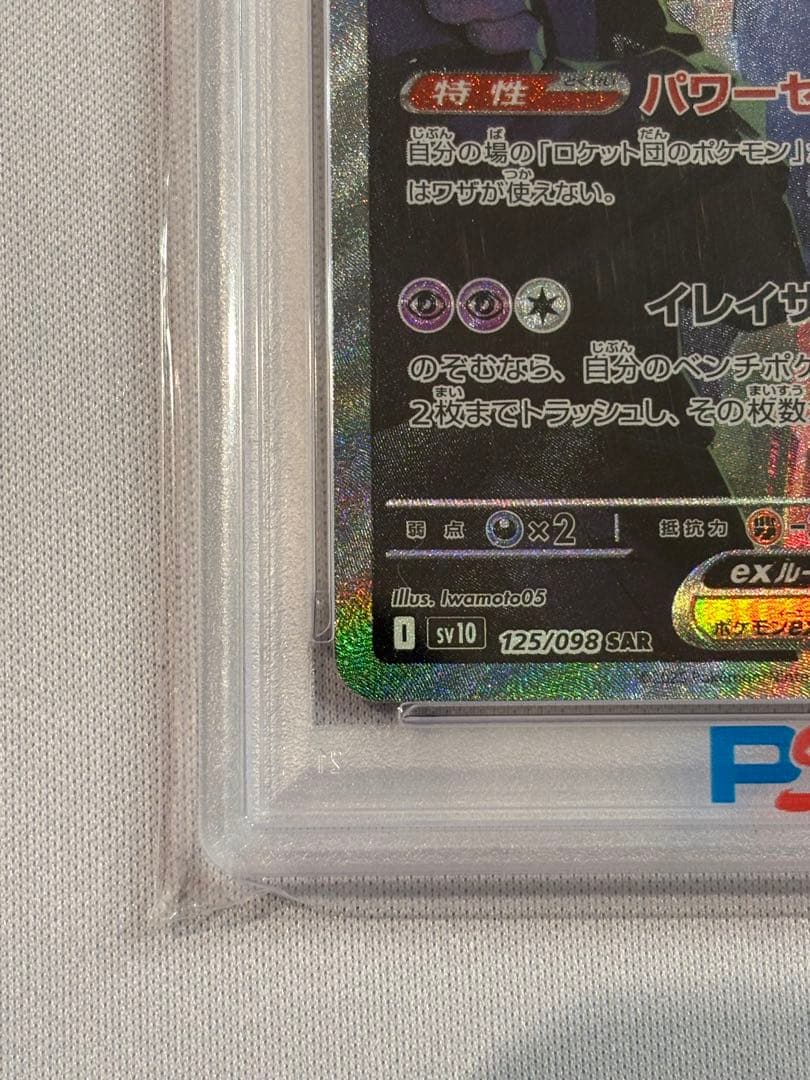 特性 パワーセ
自分の場の「ロケット団のポケモン」
はワザが使えない。
イレイザ
のぞむなら、自分のベンチポケ
2枚までトラッシュし、その枚数
弱点 ×2 抵抗力
exルー
Illus. Iwamoto05
ポケモンex
I SV10 125/098 SAR
PS